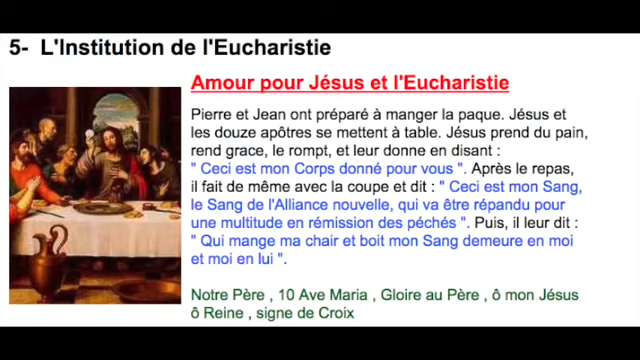 5-  L'Institution de l'Eucharistie
Amour pour Jésus et l'Eucharistie
Pierre et Jean ont préparé à manger la paque. Jésus et
les douze apôtres se mettent à table. Jésus prend du pain,
rend grace, le rompt, et leur donne en disant :
" Ceci est mon Corps donné pour vous ". Après le repas,
il fait de même avec la coupe et dit : " Ceci est mon Sang,
le Sang de l'Alliance nouvelle, qui va être répandu pour
une multitude en rémission des péchés ". Puis, il leur dit :
" Qui mange ma chair et boit mon Sang demeure en moi
et moi en lui ".
Notre Père , 10 Ave Maria , Gloire au Père , ô mon Jésus
ô Reine , signe de Croix